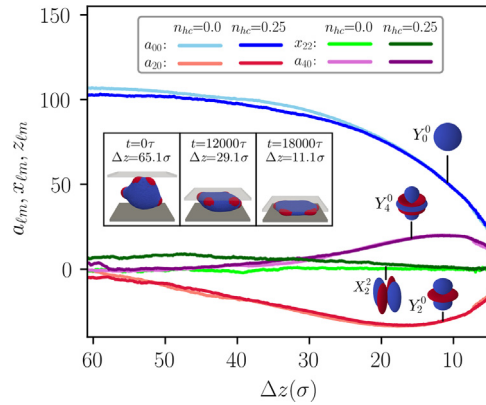 n_{hc}=0.0 n_{hc}=0.25 n_{hc}=0.0 n_{hc}=0.25
a_{00}: x_{22}:
a_{20}: a_{40}:
150
100
50
0
a_{ℓm}, x_{ℓm}, z_{ℓm}
t=0τ
Δz=65.1σ
t=12000τ
Δz=29.1σ
t=18000τ
Δz=11.1σ
Y_0^0
Y_4^0
X_2^2
Y_2^0
60 50 40 30 20 10
Δz(σ)